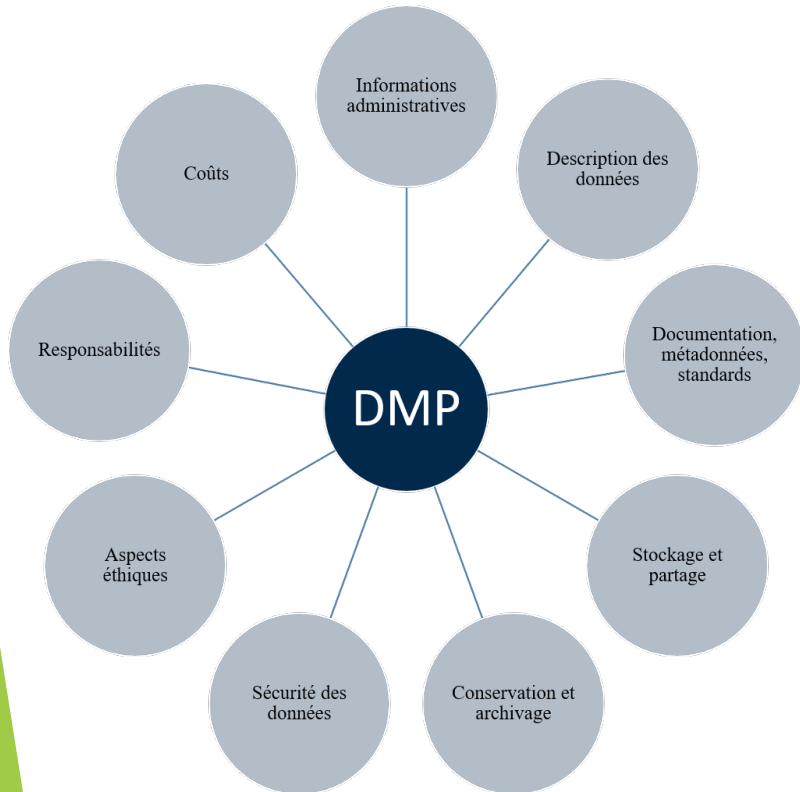 Informations
administratives
Description des
données
Documentation,
métadonnées,
standards
Stockage et
partage
Conservation et
archivage
Sécurité des
données
Aspects
éthiques
Responsabilités
Coûts
DMP